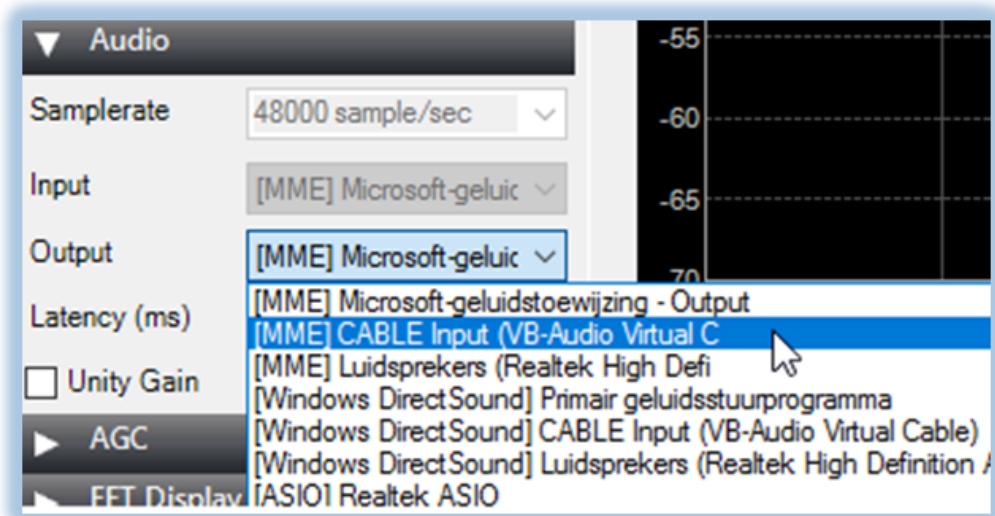 Audio
-55
Samplerate 48000 sample/sec
-60
Input [MME] Microsoft-geluic
-65
Output [MME] Microsoft-geluic
-70
[MME] Microsoft-geluidstoewijzing - Output
Latency (ms)
[MME] CABLE Input (VB-Audio Virtual C
[MME] Luidsprekers (Realtek High Defi
Unity Gain
[Windows DirectSound] Primair geluidsstuurprogramma
AGC
[Windows DirectSound] CABLE Input (VB-Audio Virtual Cable)
[Windows DirectSound] Luidsprekers (Realtek High Definition A
FFT Display
[ASIO] Realtek ASIO